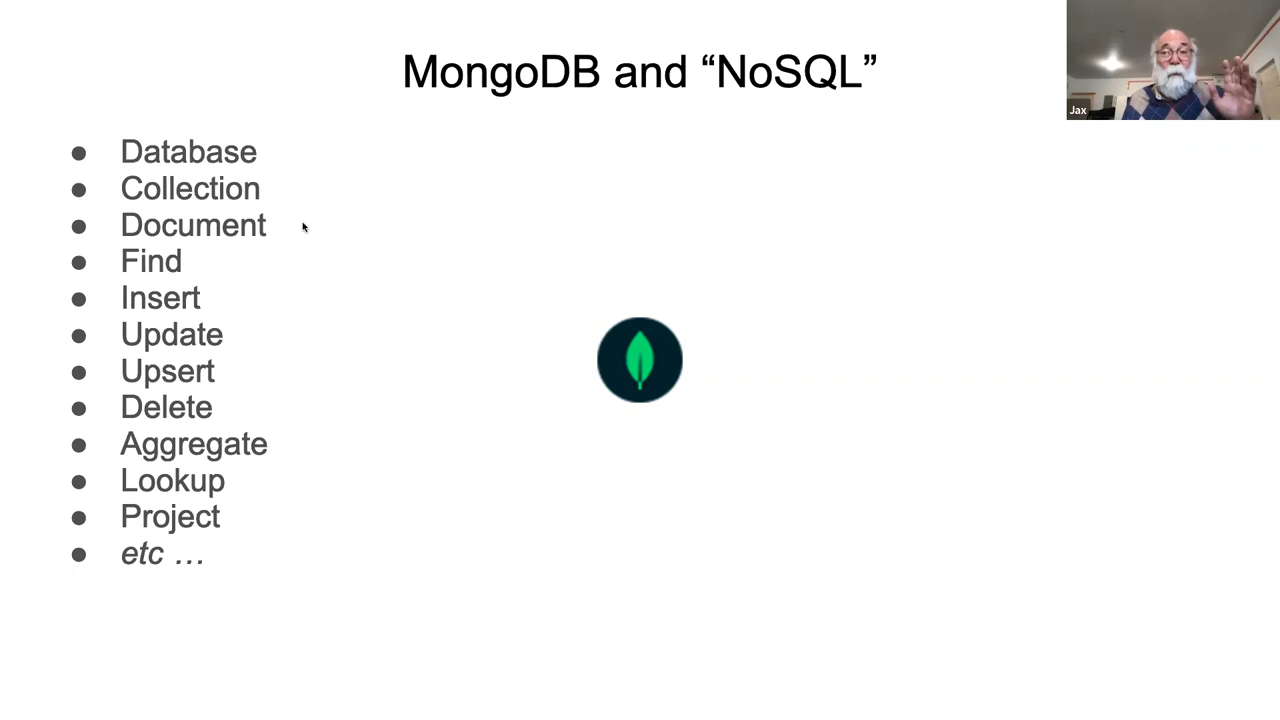 MongoDB and “NoSQL”
Jax
● Database
● Collection
● Document
● Find
● Insert
● Update
● Upsert
● Delete
● Aggregate
● Lookup
● Project
● etc …